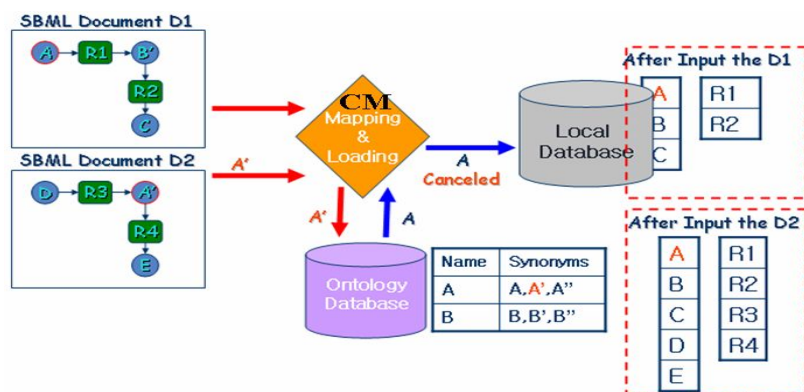 SBML Document D1
A R1 B'
R2
C
SBML Document D2
D R3 A'
R4
E
A'
CM
Mapping
&
Loading
A
Canceled
A'
A
Ontology
Database
Name Synonyms
A A,A',A''
B B,B',B''
Local
Database
After Input the D1
A R1
B R2
C
After Input the D2
A R1
B R2
C R3
D R4
E